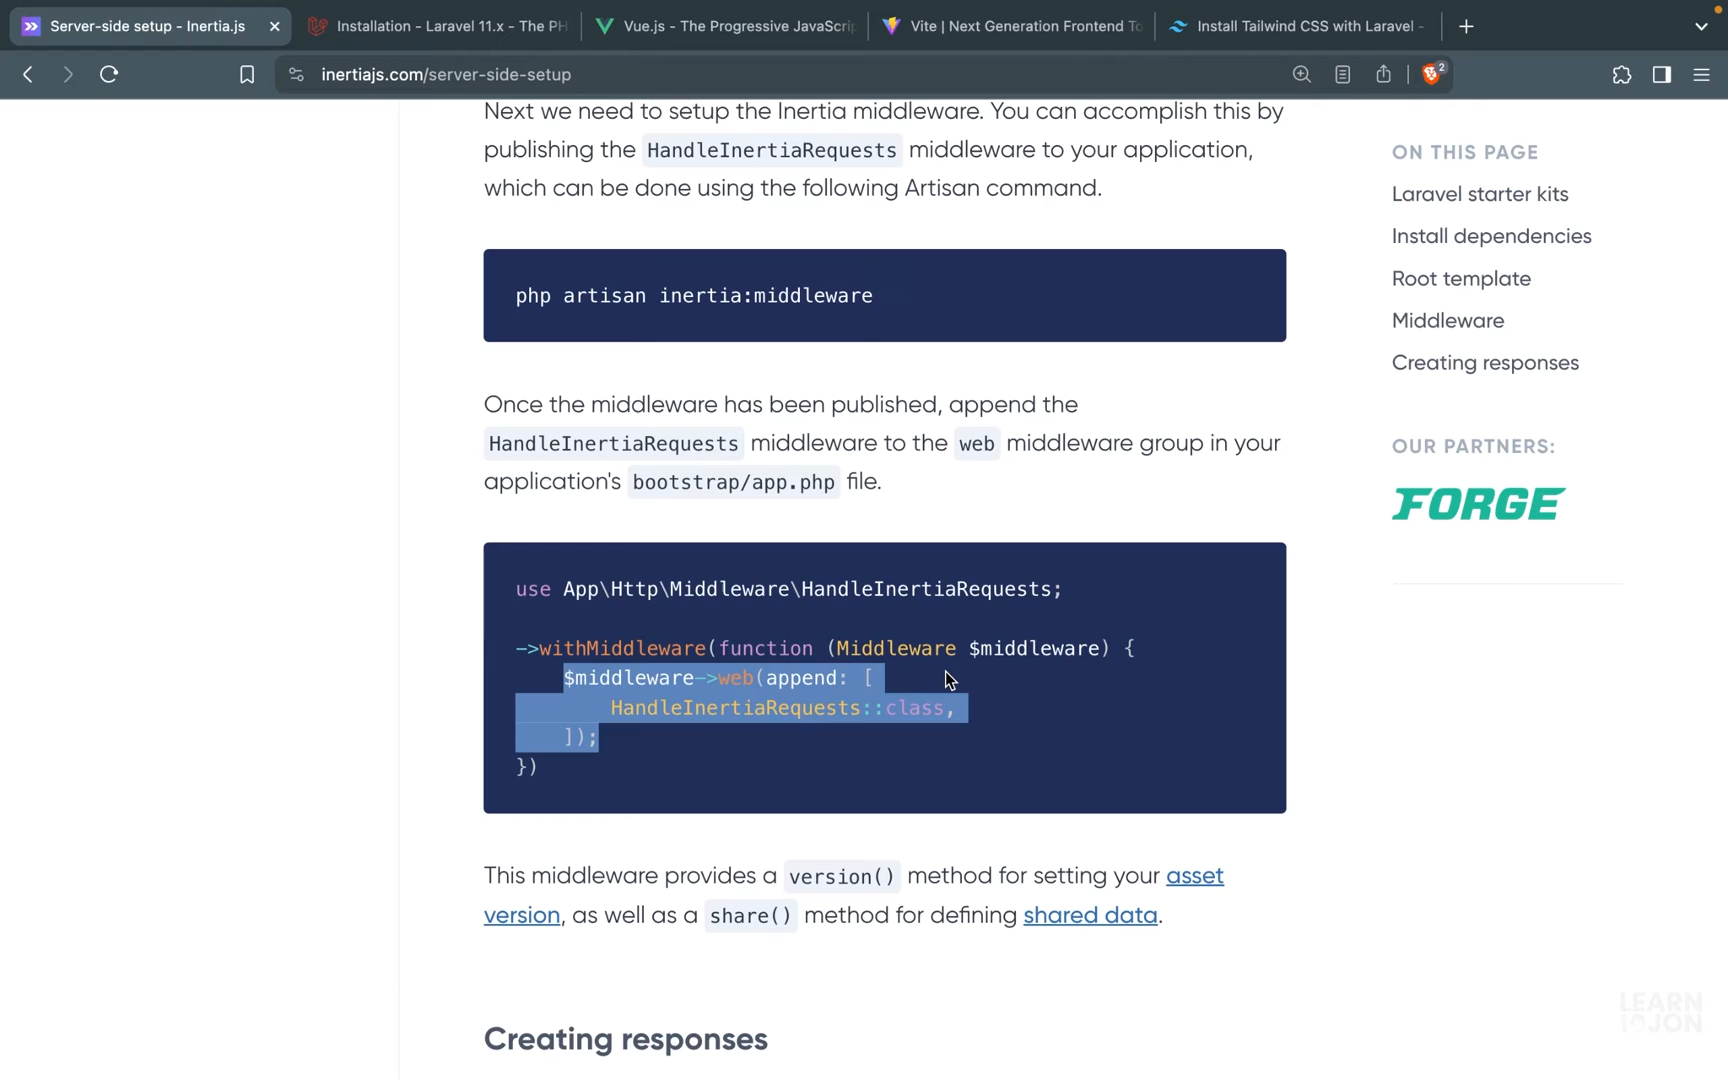 Server-side setup - Inertia.js
Installation - Laravel 11.x - The PH
Vue.js - The Progressive JavaScrip
Vite | Next Generation Frontend To
Install Tailwind CSS with Laravel -
inertiajs.com/server-side-setup
2
Next we need to setup the Inertia middleware. You can accomplish this by
publishing the HandleInertiaRequests middleware to your application,
which can be done using the following Artisan command.
php artisan inertia:middleware
Once the middleware has been published, append the
HandleInertiaRequests middleware to the web middleware group in your
application's bootstrap/app.php file.
use App\Http\Middleware\HandleInertiaRequests;
->withMiddleware(function (Middleware $middleware) {
$middleware->web(append: [
HandleInertiaRequests::class,
]);
})
This middleware provides a version() method for setting your asset
version, as well as a share() method for defining shared data.
Creating responses
ON THIS PAGE
Laravel starter kits
Install dependencies
Root template
Middleware
Creating responses
OUR PARTNERS:
FORGE
LEARN
JON